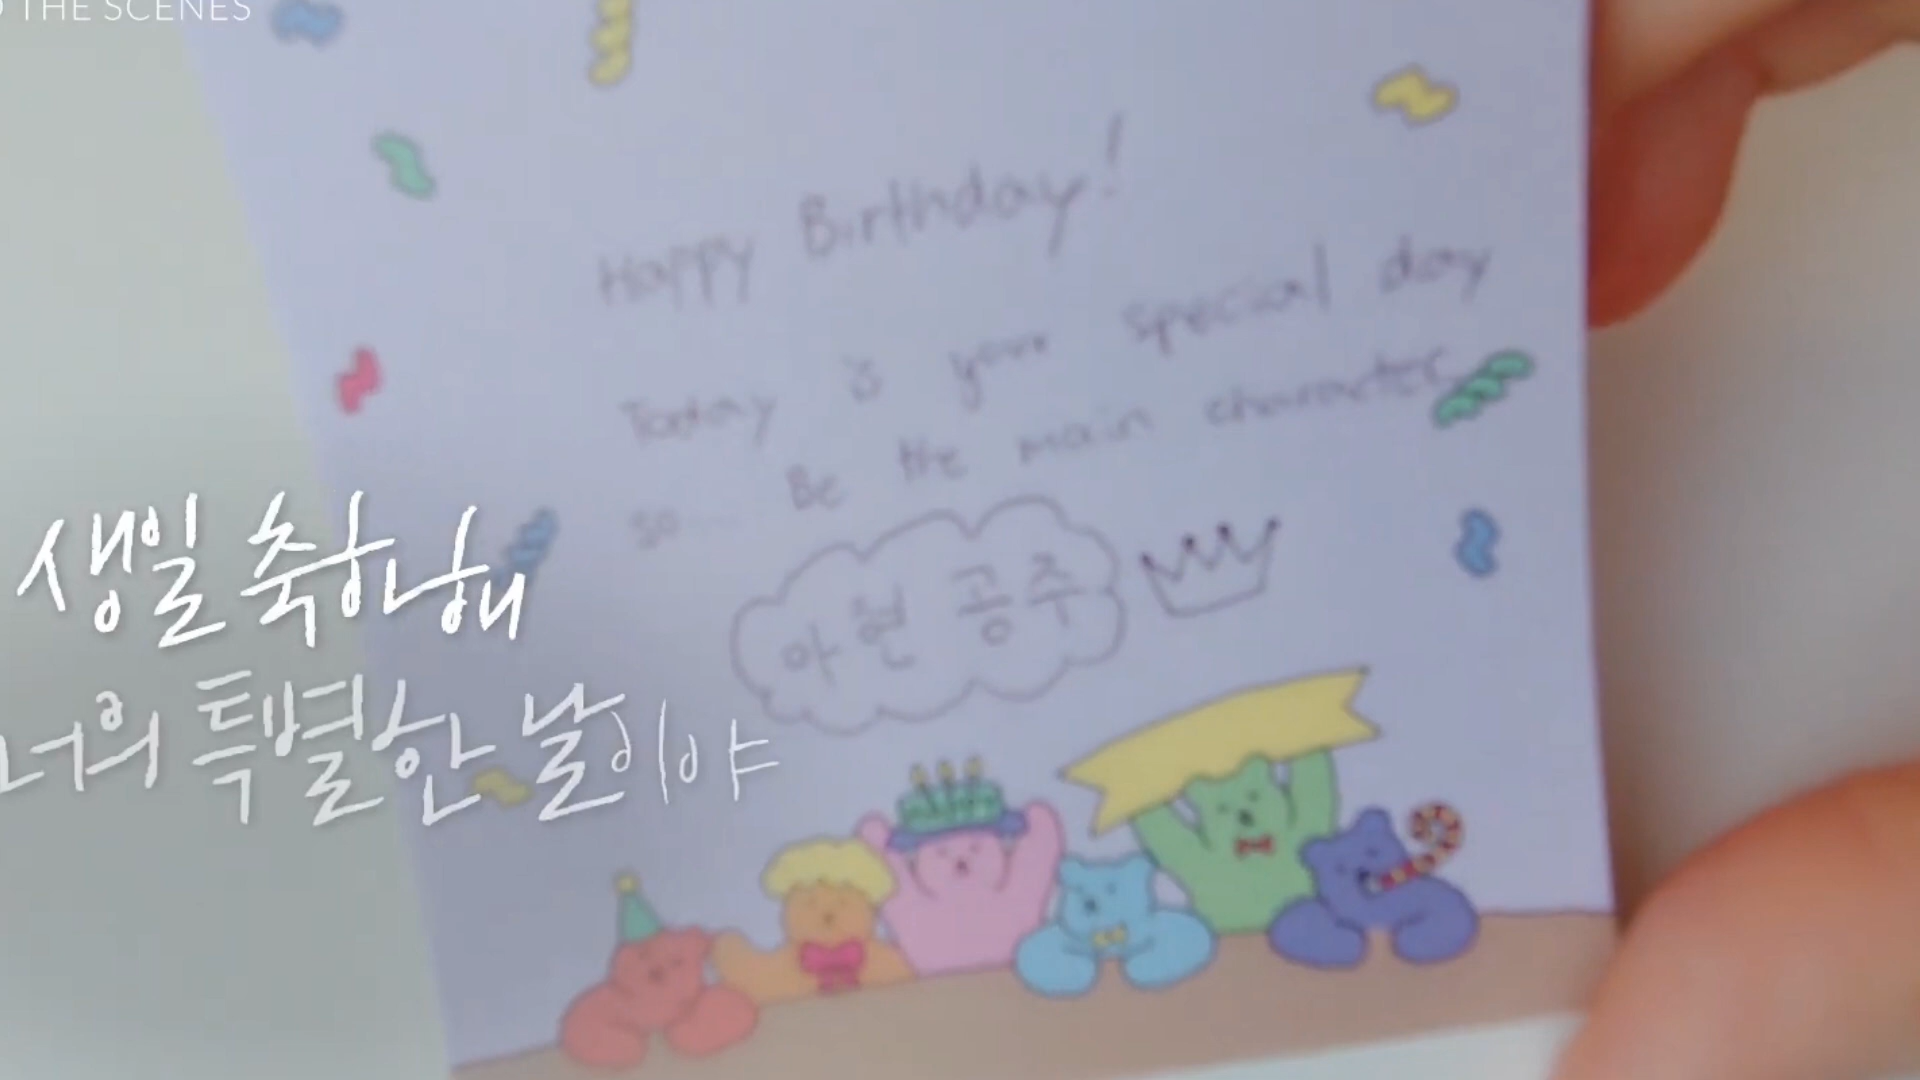 THE SCENES
Happy Birthday!
Today is your special day
so Be the main character
아현 공주
생일 축하해
너의 특별한 날이야